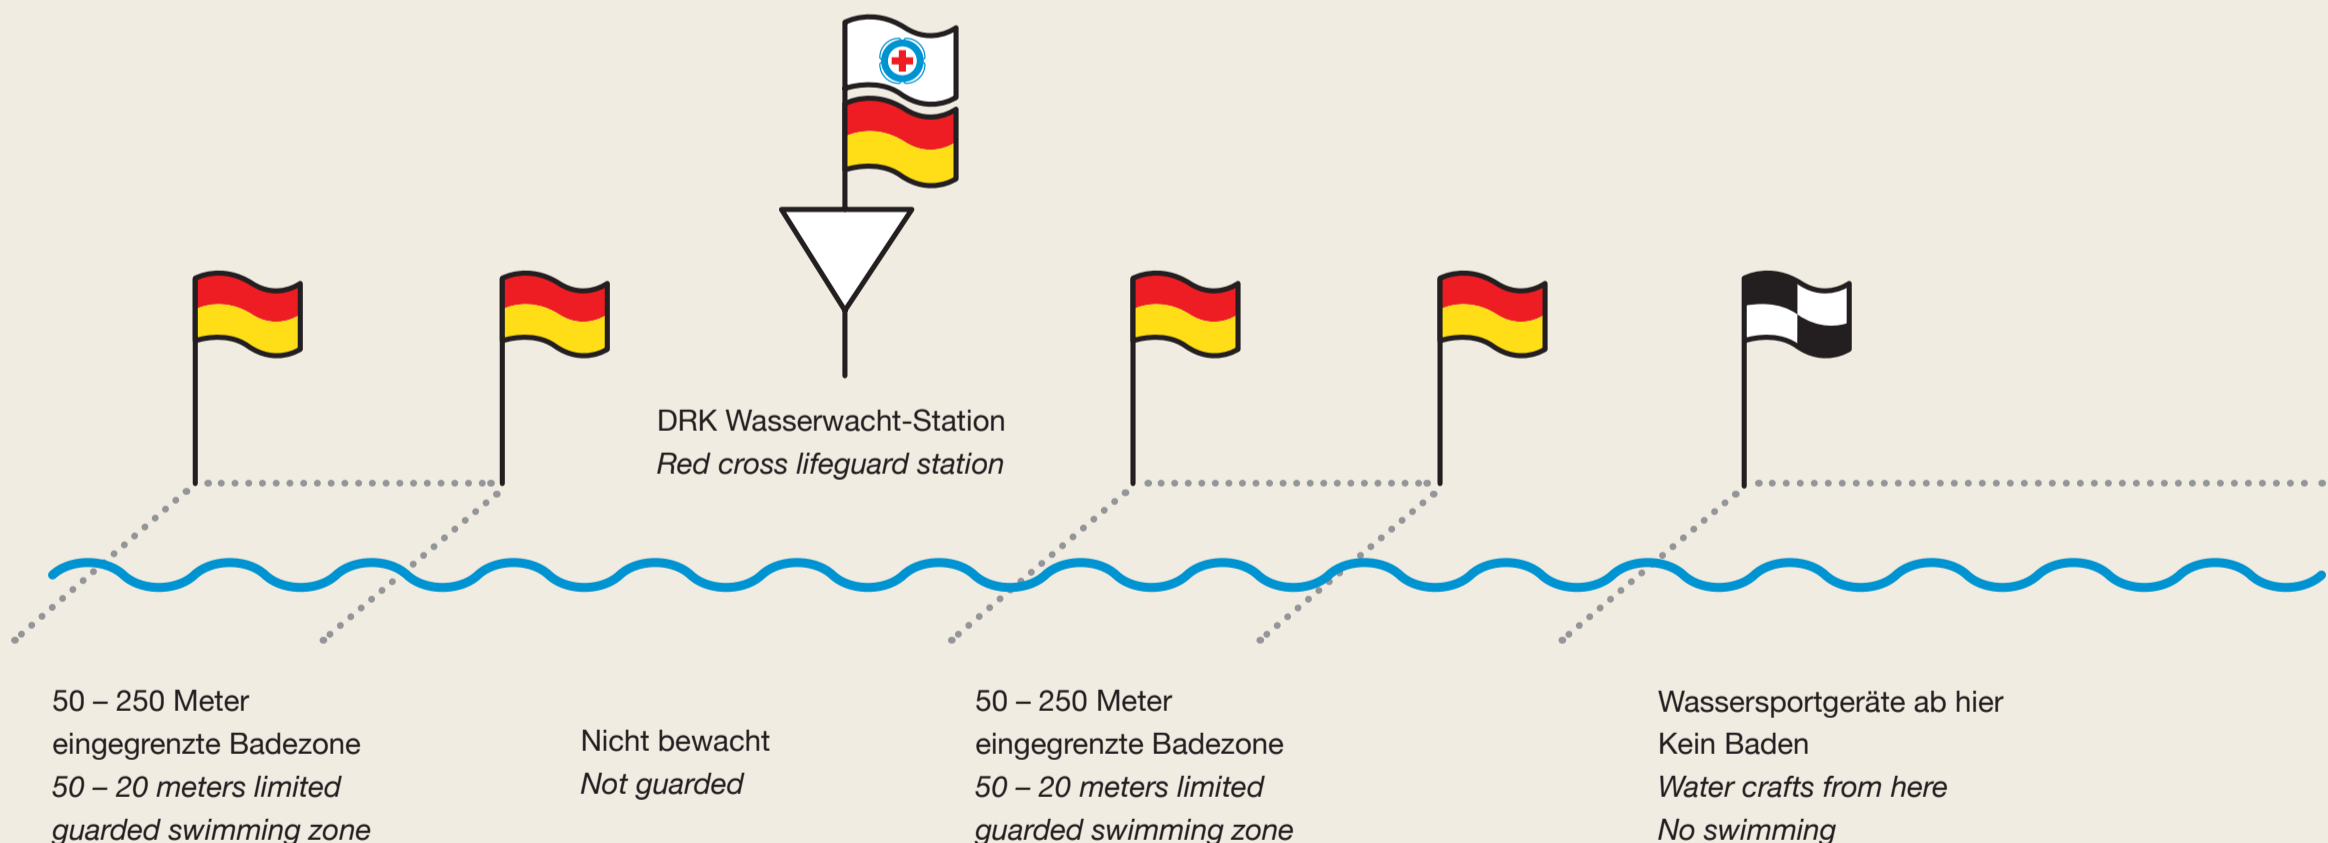 DRK Wasserwacht-Station
Red cross lifeguard station
50 – 250 Meter
eingegrenzte Badezone
50 – 20 meters limited
guarded swimming zone
Nicht bewacht
Not guarded
50 – 250 Meter
eingegrenzte Badezone
50 – 20 meters limited
guarded swimming zone
Wassersportgeräte ab hier
Kein Baden
Water crafts from here
No swimming